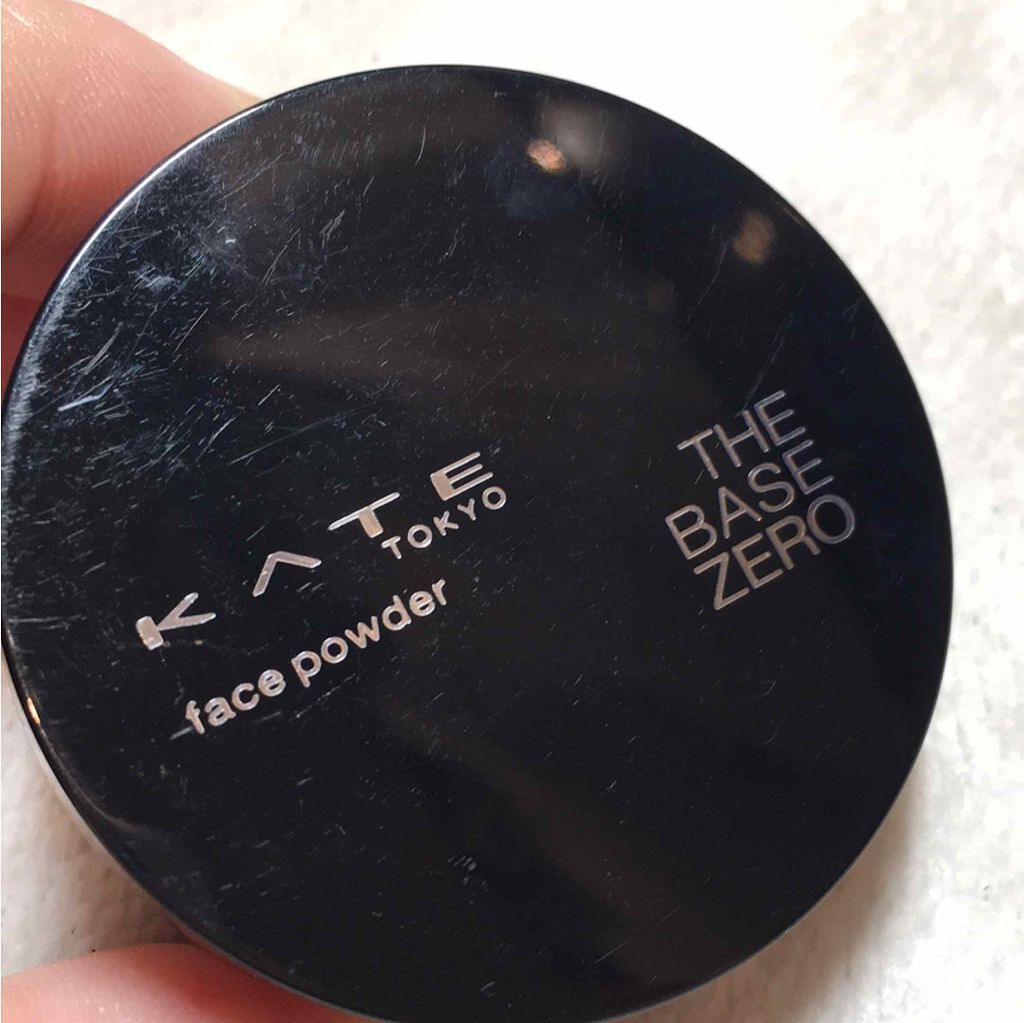 KATE
TOKYO
face powder
THE
BASE
ZERO